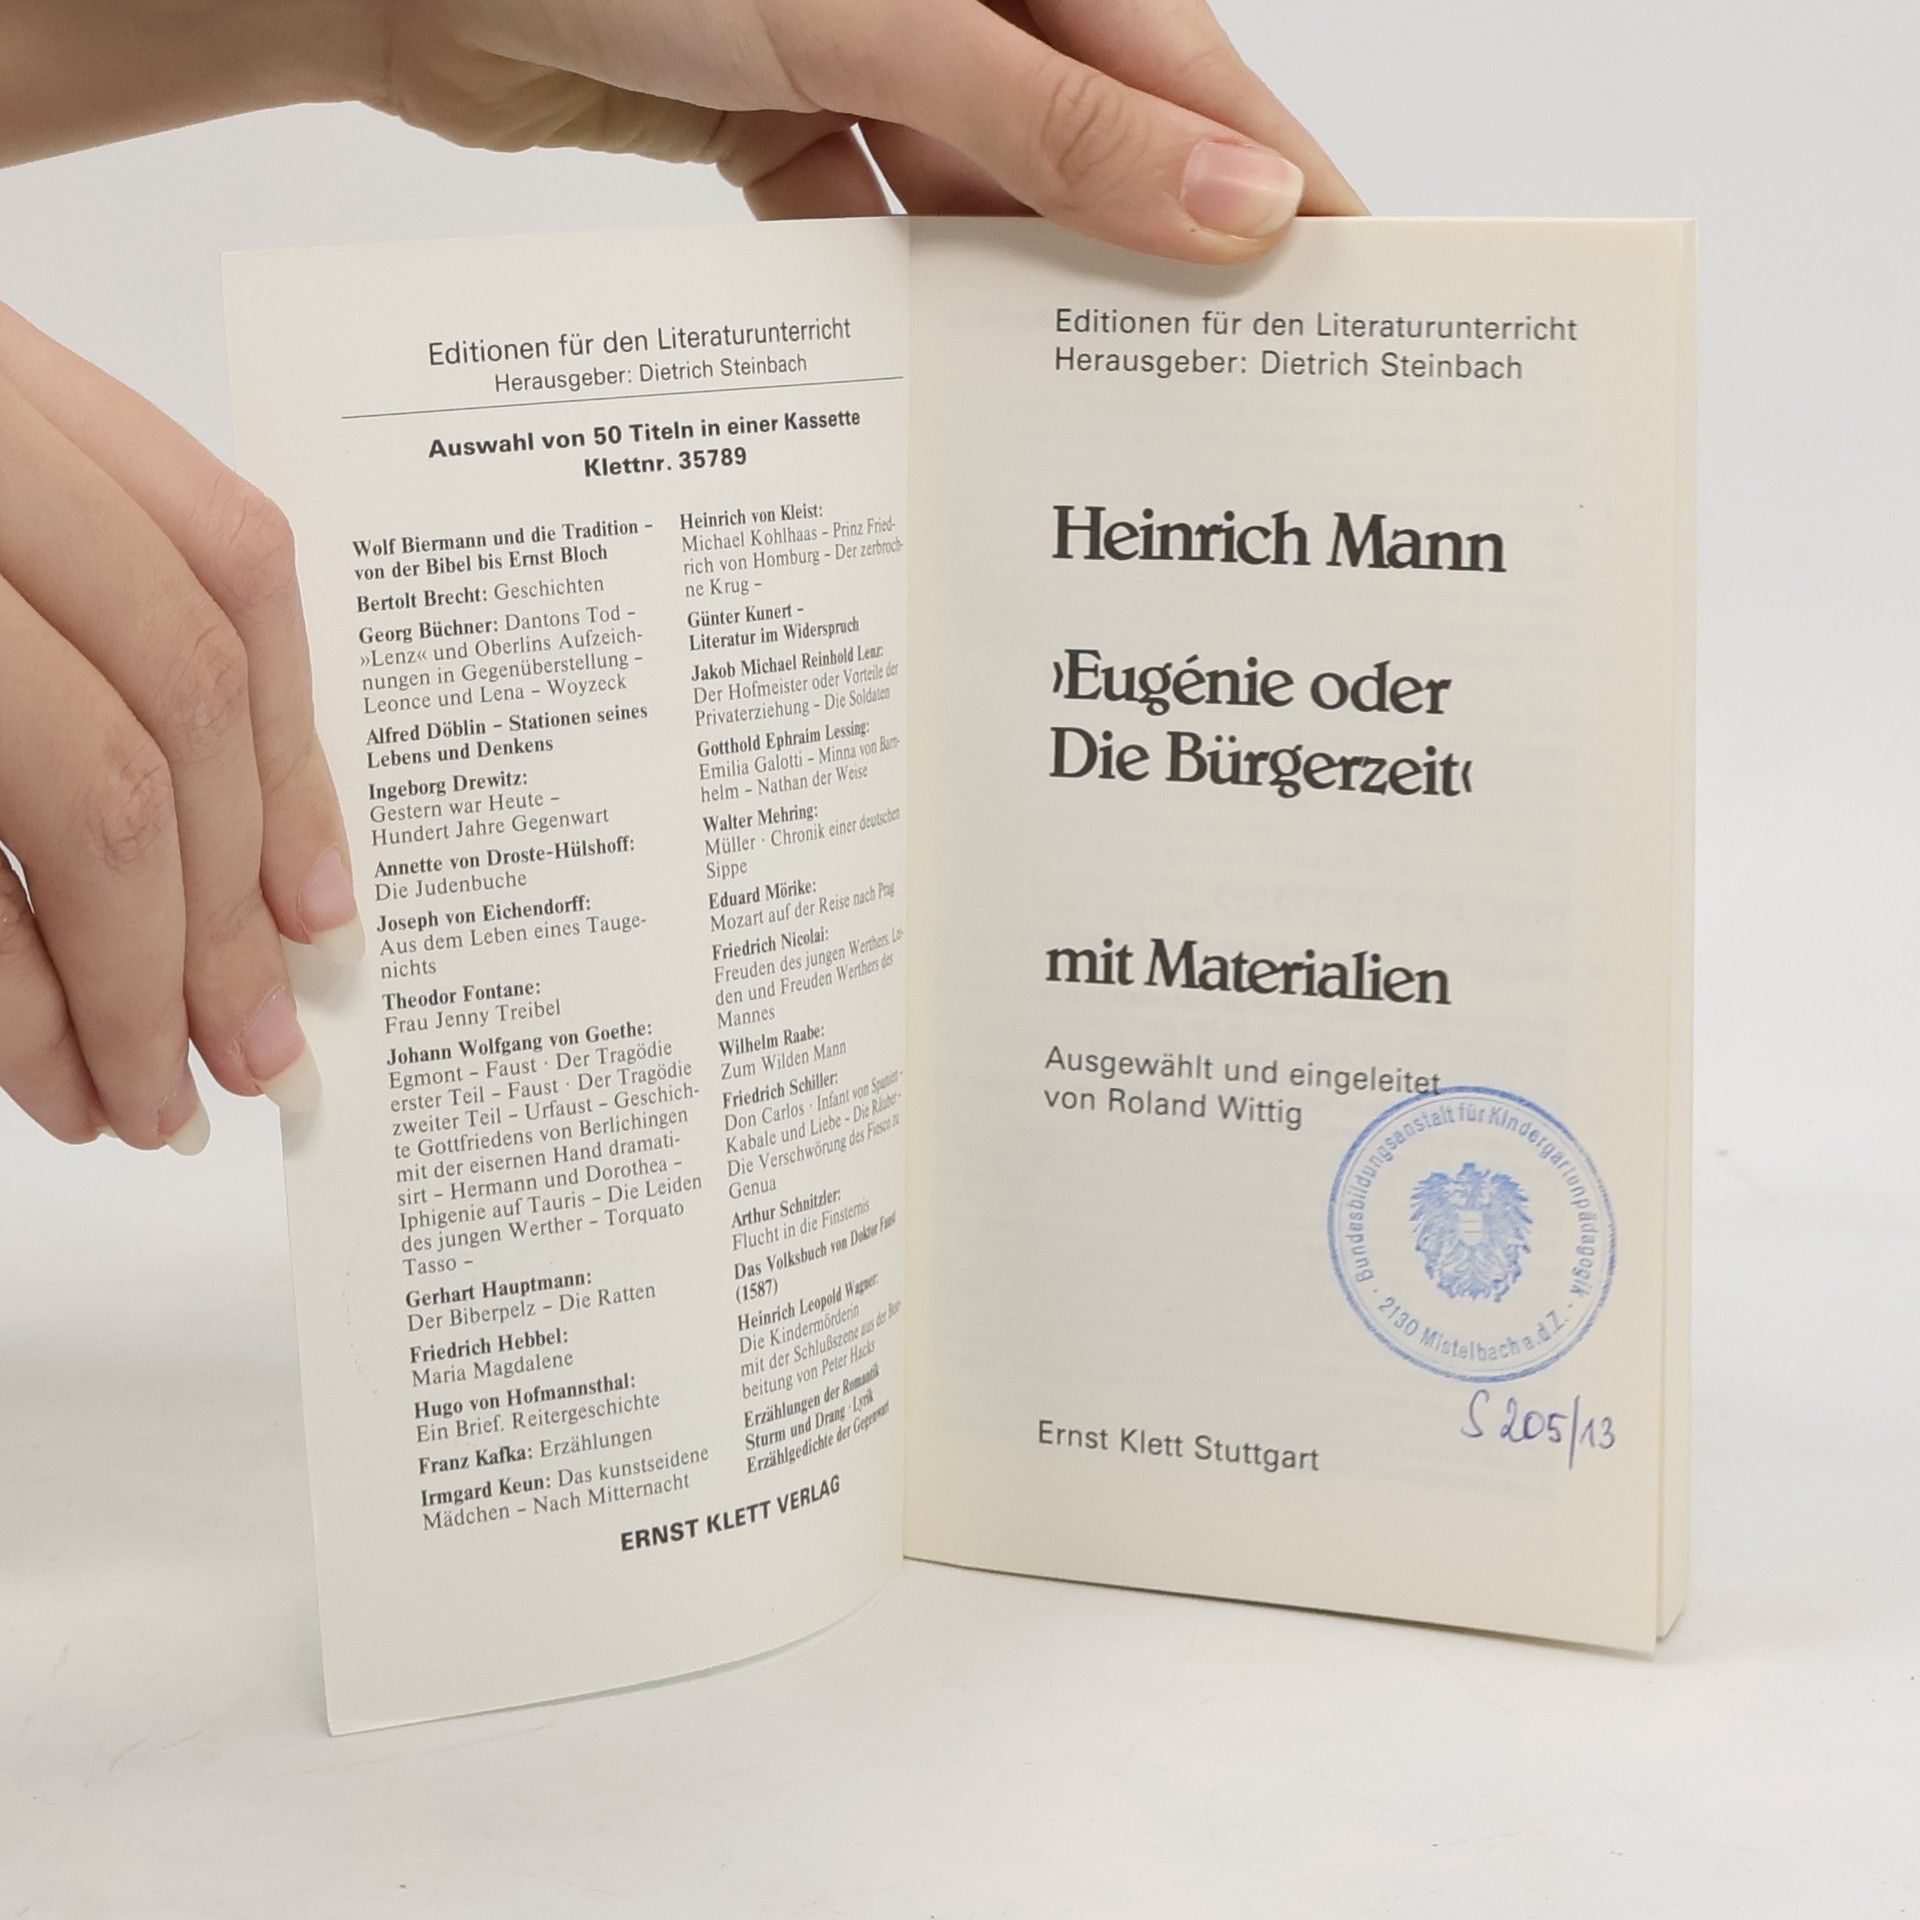 Editionen für den Literaturunterricht
Herausgeber: Dietrich Steinbach
Auswahl von 50 Titeln in einer Kassette
Klettnr. 35789
Wolf Biermann und die Tradition –
von der Bibel bis Ernst Bloch
Bertolt Brecht: Geschichten
Georg Büchner: Dantons Tod –
»Lenz« und Oberlins Aufzeich-
nungen in Gegenüberstellung –
Leonce und Lena – Woyzeck
Alfred Döblin – Stationen seines
Lebens und Denkens
Ingeborg Drewitz:
Gestern war Heute –
Hundert Jahre Gegenwart
Annette von Droste-Hülshoff:
Die Judenbuche
Joseph von Eichendorff:
Aus dem Leben eines Tauge-
nichts
Theodor Fontane:
Frau Jenny Treibel
Johann Wolfgang von Goethe:
Egmont – Faust · Der Tragödie
erster Teil – Faust · Der Tragödie
zweiter Teil – Urfaust – Geschich-
te Gottfriedens von Berlichingen
mit der eisernen Hand dramati-
sirt – Hermann und Dorothea –
Iphigenie auf Tauris – Die Leiden
des jungen Werther – Torquato
Tasso –
Gerhart Hauptmann:
Der Biberpelz – Die Ratten
Friedrich Hebbel:
Maria Magdalene
Hugo von Hofmannsthal:
Ein Brief. Reitergeschichte
Franz Kafka: Erzählungen
Irmgard Keun: Das kunstseidene
Mädchen – Nach Mitternacht
Heinrich von Kleist:
Michael Kohlhaas – Prinz Fried-
rich von Homburg – Der zerbroch-
ne Krug –
Günter Kunert –
Literatur im Widerspruch
Jakob Michael Reinhold Lenz:
Der Hofmeister oder Vorteile der
Privaterziehung – Die Soldaten
Gotthold Ephraim Lessing:
Emilia Galotti – Minna von Barn-
helm – Nathan der Weise
Walter Mehring:
Müller · Chronik einer deutschen
Sippe
Eduard Mörike:
Mozart auf der Reise nach Prag
Friedrich Nicolai:
Freuden des jungen Werthers. Lei-
den und Freuden Werthers des
Mannes
Wilhelm Raabe:
Zum Wilden Mann
Friedrich Schiller:
Don Carlos · Infant von Spanien –
Kabale und Liebe – Die Räuber –
Die Verschwörung des Fiesco zu
Genua
Arthur Schnitzler:
Flucht in die Finsternis
Das Volksbuch von Doktor Faust
(1587)
Heinrich Leopold Wagner:
Die Kindermörderin
mit der Schlußszene aus der Bear-
beitung von Peter Hacks
Erzählungen der Romantik
Sturm und Drang · Lyrik
Erzählgedichte der Gegenwart
ERNST KLETT VERLAG
Editionen für den Literaturunterricht
Herausgeber: Dietrich Steinbach
Heinrich Mann
›Eugénie oder
Die Bürgerzeit‹
mit Materialien
Ausgewählt und eingeleitet
von Roland Wittig
Bundesbildungsanstalt für Kindergartenpädagogik
· 2130 Mistelbach a.d.Z. ·
S 205/13
Ernst Klett Stuttgart